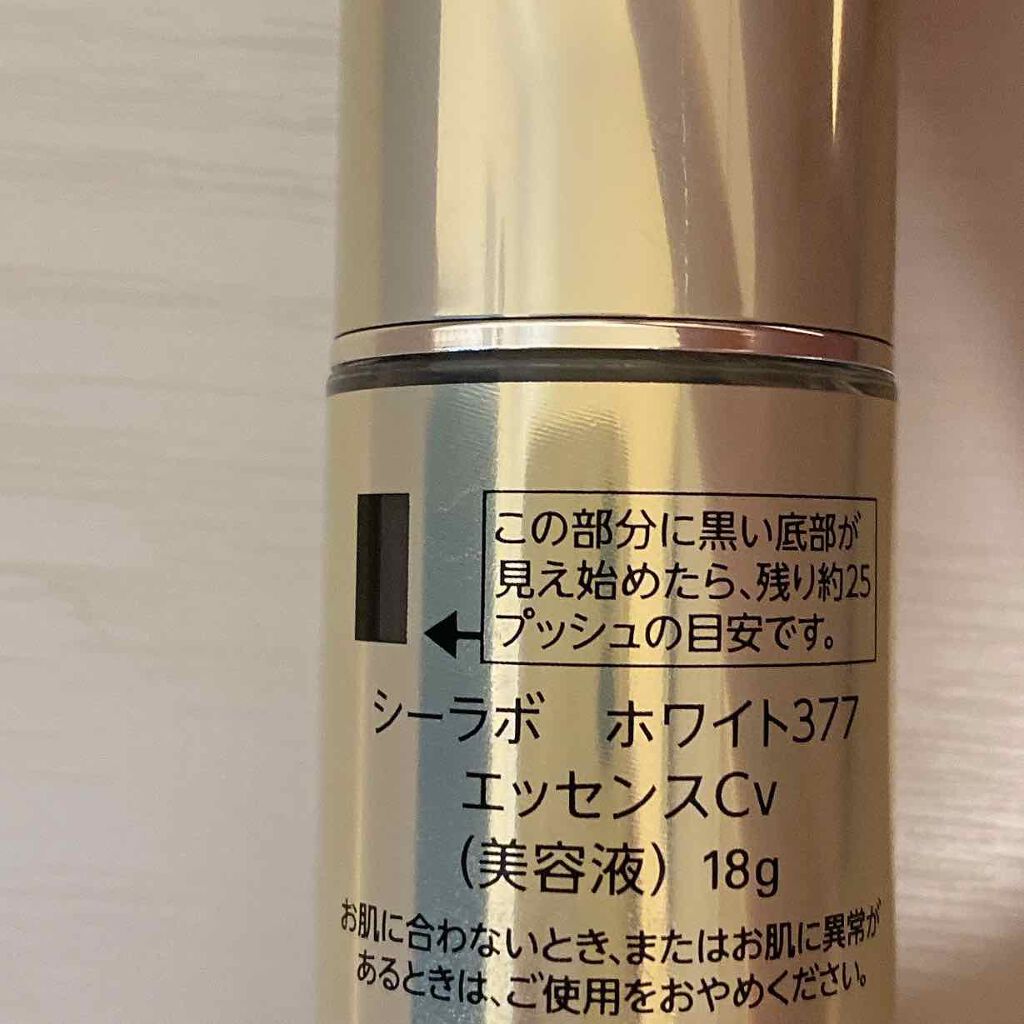 この部分に黒い底部が
見え始めたら、残り約25
プッシュの目安です。
シーラボ　ホワイト377
エッセンスCv
(美容液) 18g
お肌に合わないとき、またはお肌に異常が
あるときは、ご使用をおやめください。